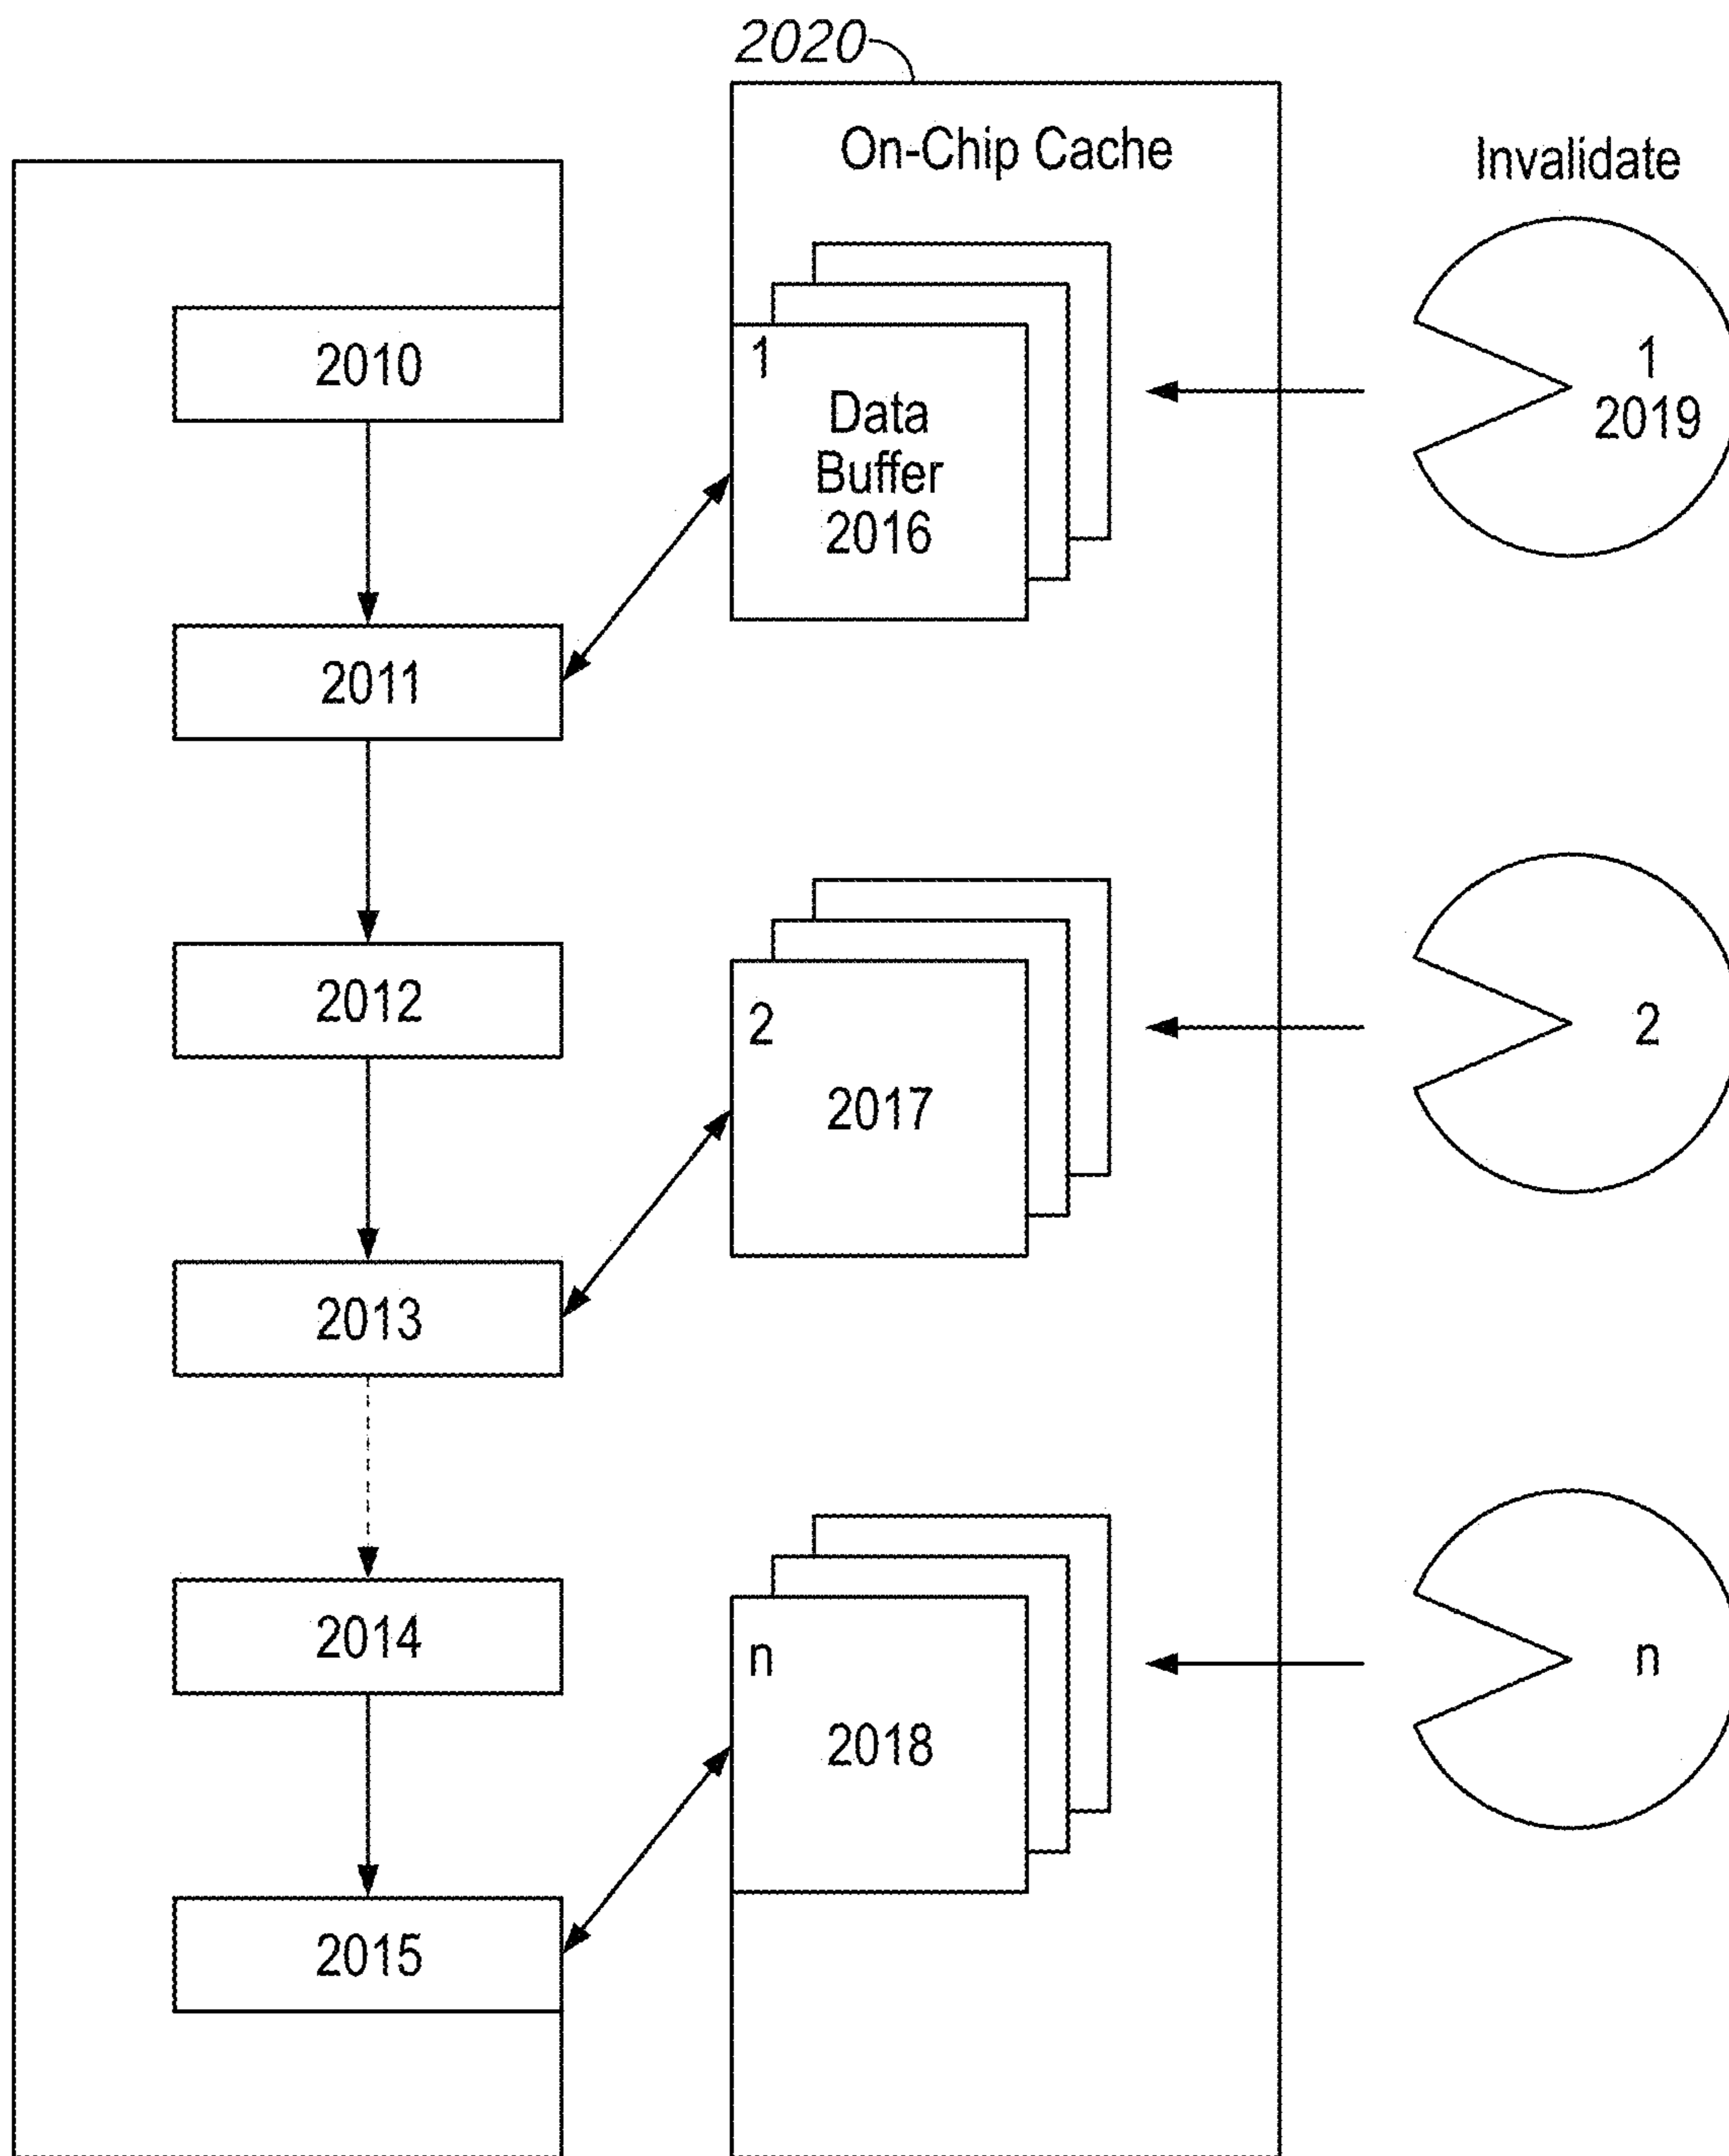 2020
On-Chip Cache
Invalidate
2010
1
Data
Buffer
2016
1
2019
2011
2012
2
2017
2
2013
2014
n
2018
n
2015